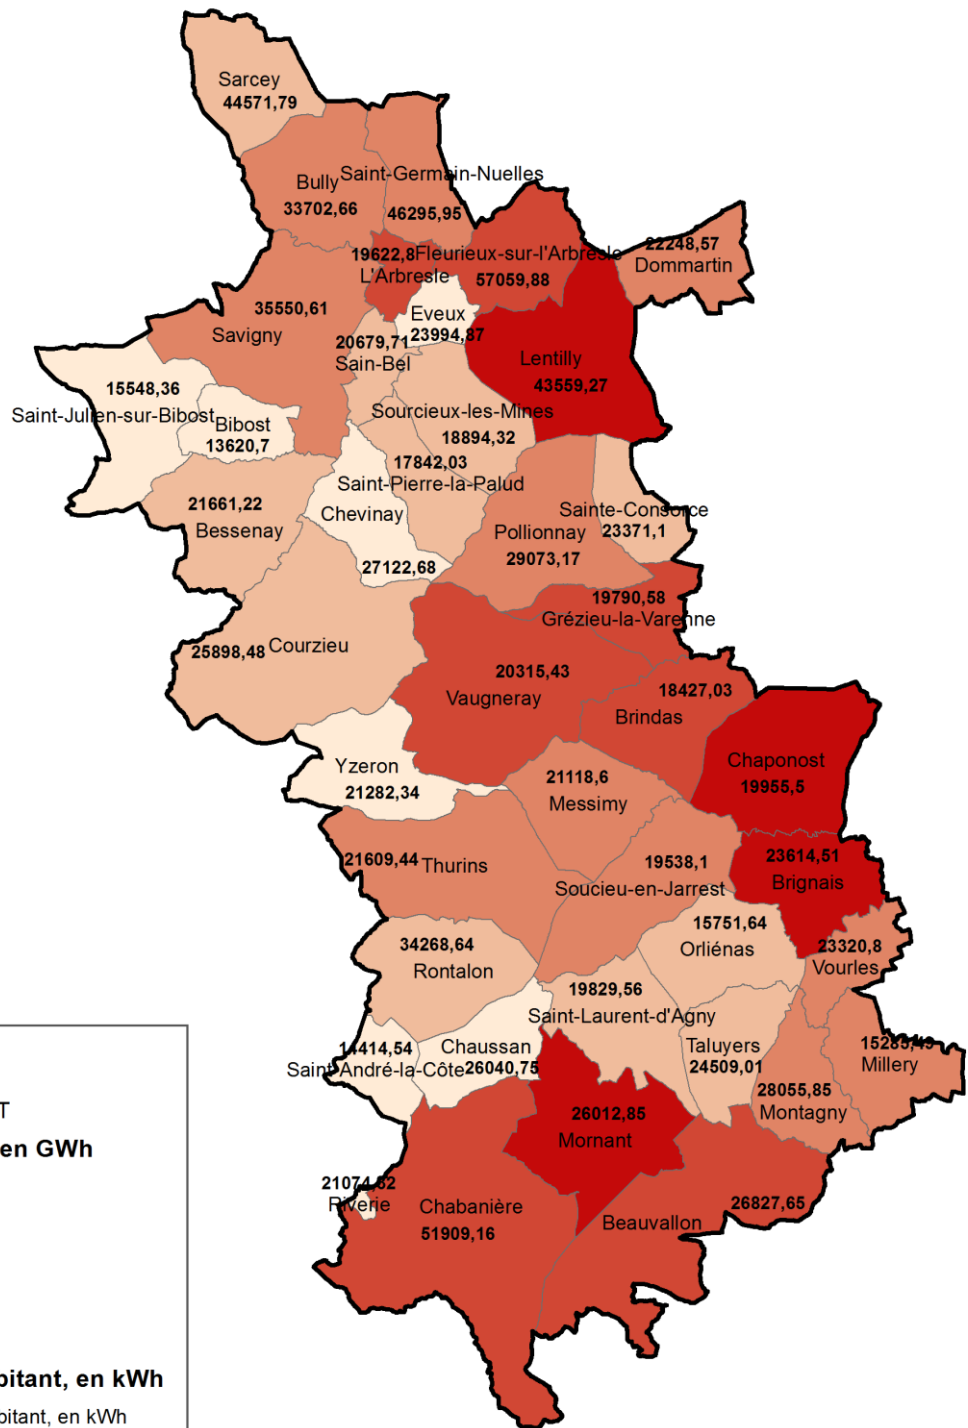 Sarcey
44571,79
Saint-Germain-Nuelles
Bully
33702,66
46295,95
22248,57
Dommartin
19622,8
Fleurieux-sur-l'Arbresle
L'Arbresle
57059,88
35550,61
Savigny
Eveux
23994,87
20679,71
Sain-Bel
Lentilly
43559,27
15548,36
Saint-Julien-sur-Bibost
Bibost
13620,7
Sourcieux-les-Mines
18894,32
17842,03
Saint-Pierre-la-Palud
Chevinay
27122,68
21661,22
Bessenay
Sainte-Consorce
23371,1
Pollionnay
29073,17
19790,58
Grézieu-la-Varenne
25898,48
Courzieu
20315,43
Vaugneray
18427,03
Brindas
Chaponost
19955,5
Yzeron
21282,34
21118,6
Messimy
21609,44
Thurins
19538,1
Soucieu-en-Jarrest
23614,51
Brignais
15751,64
Orliénas
23320,8
Vourles
34268,64
Rontalon
19829,56
Saint-Laurent-d'Agny
14414,54
Saint-André-la-Côte
Chaussan
26040,75
Taluyers
24509,01
15285,49
Millery
28055,85
Montagny
26012,85
Mornant
Riverie
Chabanière
51909,16
Beauvallon
26827,65
T
en GWh
bitant, en kWh
bitant, en kWh